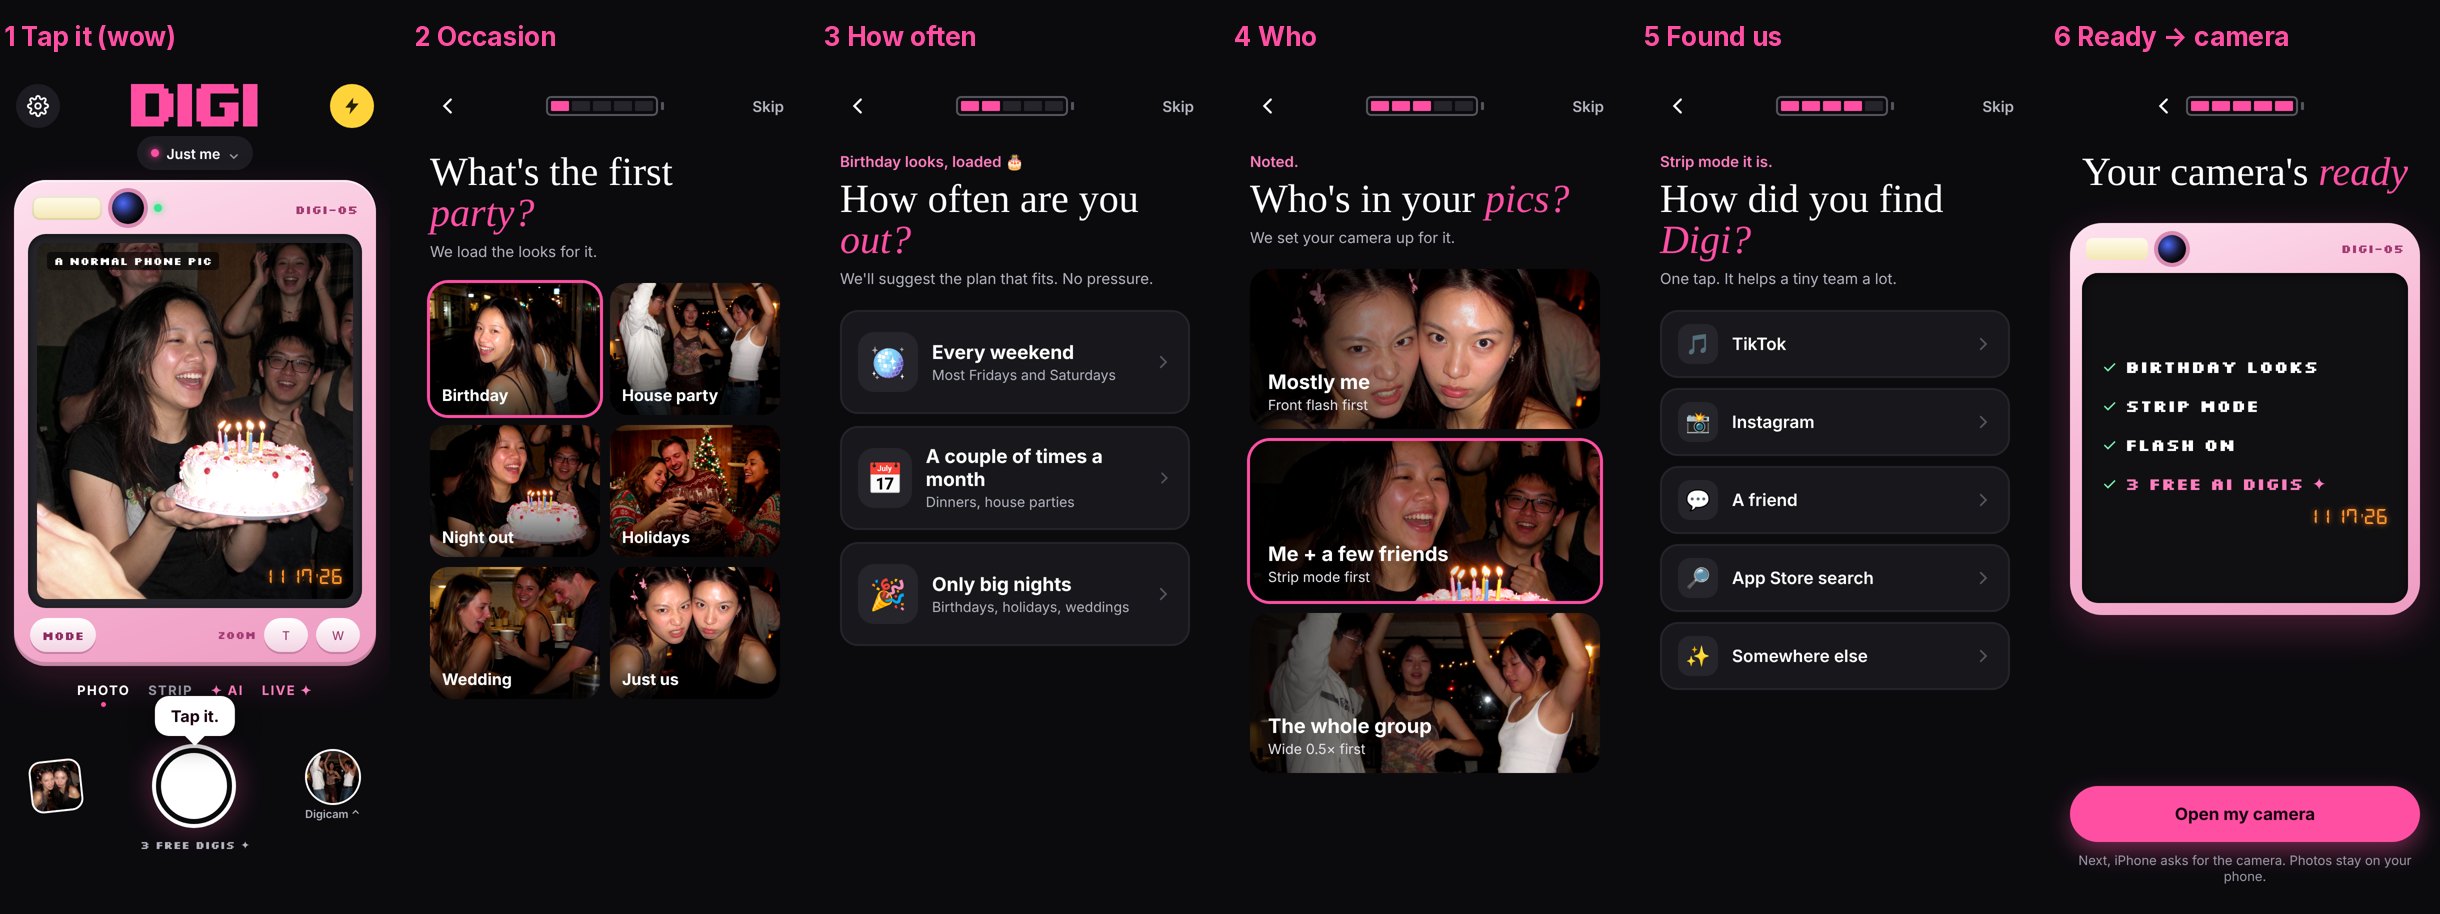 1 Tap it (wow)
DIGI
Just me
DIGI-05
A NORMAL PHONE PIC
11 17 '26
MODE
ZOOM
T
W
PHOTO
STRIP
✦ AI
LIVE ✦
Tap it.
Digicam ^
3 FREE DIGIS ✦
2 Occasion
Skip
What's the first
party?
We load the looks for it.
Birthday
House party
Night out
Holidays
Wedding
Just us
3 How often
Skip
Birthday looks, loaded 🎂
How often are you
out?
We'll suggest the plan that fits. No pressure.
Every weekend
Most Fridays and Saturdays
July
17
A couple of times a
month
Dinners, house parties
Only big nights
Birthdays, holidays, weddings
4 Who
Skip
Noted.
Who's in your pics?
We set your camera up for it.
Mostly me
Front flash first
Me + a few friends
Strip mode first
The whole group
Wide 0.5× first
5 Found us
Skip
Strip mode it is.
How did you find
Digi?
One tap. It helps a tiny team a lot.
TikTok
Instagram
A friend
App Store search
Somewhere else
6 Ready → camera
Your camera's ready
DIGI-05
✓ BIRTHDAY LOOKS
✓ STRIP MODE
✓ FLASH ON
✓ 3 FREE AI DIGIS ✦
11 17 '26
Open my camera
Next, iPhone asks for the camera. Photos stay on your
phone.